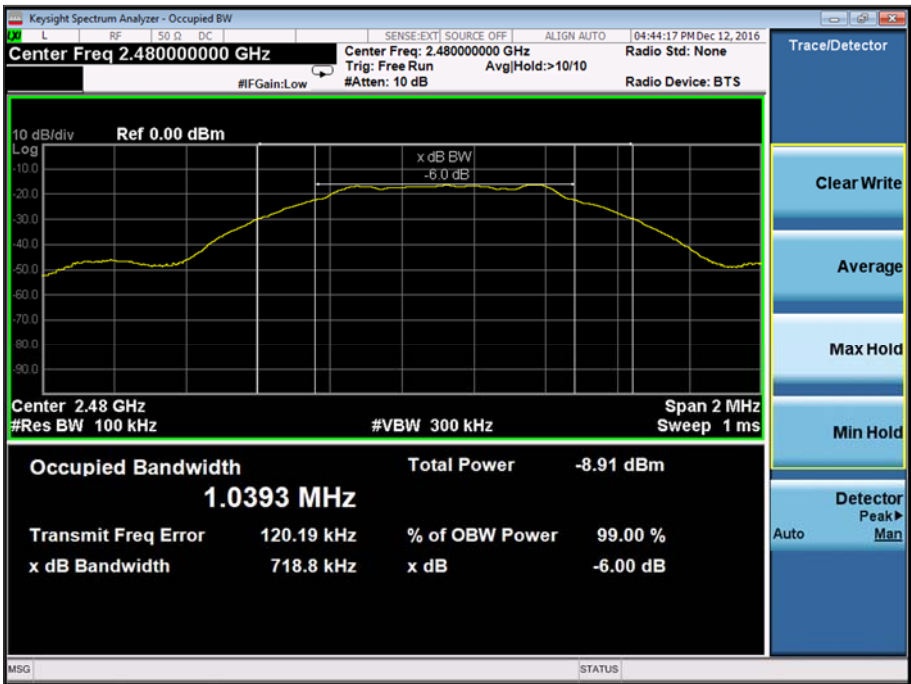 Keysight Spectrum Analyzer - Occupied BW
LXI L RF 50 Ω DC SENSE:EXT SOURCE OFF ALIGN AUTO 04:44:17 PM Dec 12, 2016
Center Freq 2.480000000 GHz
Center Freq: 2.480000000 GHz
Radio Std: None
Trig: Free Run Avg|Hold:>10/10
#IFGain:Low
#Atten: 10 dB
Radio Device: BTS
Trace/Detector
10 dB/div Ref 0.00 dBm
Log
x dB BW
-6.0 dB
-10.0
-20.0
-30.0
-40.0
-50.0
-60.0
-70.0
-80.0
-90.0
Center 2.48 GHz Span 2 MHz
#Res BW 100 kHz #VBW 300 kHz Sweep 1 ms
Occupied Bandwidth Total Power -8.91 dBm
1.0393 MHz
Transmit Freq Error 120.19 kHz % of OBW Power 99.00 %
x dB Bandwidth 718.8 kHz x dB -6.00 dB
Clear Write
Average
Max Hold
Min Hold
Detector
Peak▶
Auto Man
MSG STATUS